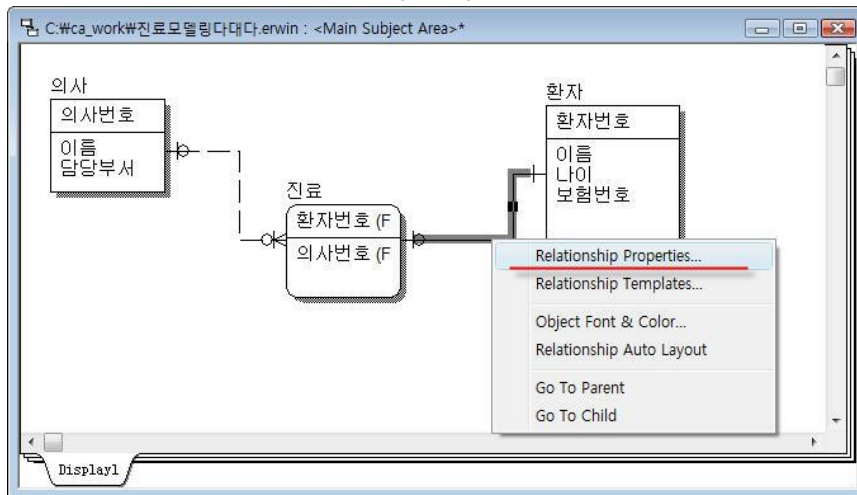 C:₩ca_work₩진료모델링다대다.erwin : <Main Subject Area>*
의사
의사번호
이름
담당부서
환자
환자번호
이름
나이
보험번호
진료
환자번호 (F
의사번호 (F
Relationship Properties...
Relationship Templates...
Object Font & Color...
Relationship Auto Layout
Go To Parent
Go To Child
Display1